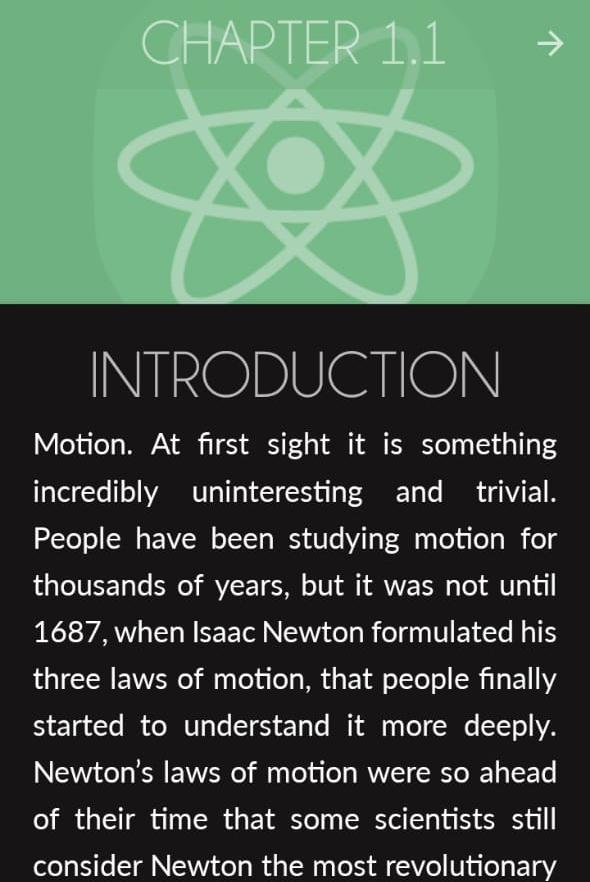 CHAPTER 1.1
INTRODUCTION
Motion. At first sight it is something
incredibly uninteresting and trivial.
People have been studying motion for
thousands of years, but it was not until
1687, when Isaac Newton formulated his
three laws of motion, that people finally
started to understand it more deeply.
Newton’s laws of motion were so ahead
of their time that some scientists still
consider Newton the most revolutionary